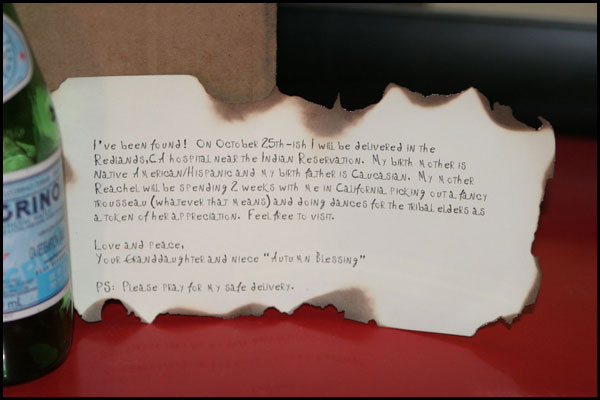 RINO
mL
I've been found! On October 25th-ish I will be delivered in the
Redlands, CA hospital near the Indian Reservation. My birth mother is
Native American/Hispanic and my birth father is Caucasian. My mother
Reachel will be spending 2 weeks with me in California picking out a fancy
trousseau (whatever that means) and doing dances for the tribal elders as
a token of her appreciation. Feel free to visit.
Love and peace,
Your Granddaughter and niece "Autumn Blessing"
PS: Please pray for my safe delivery.